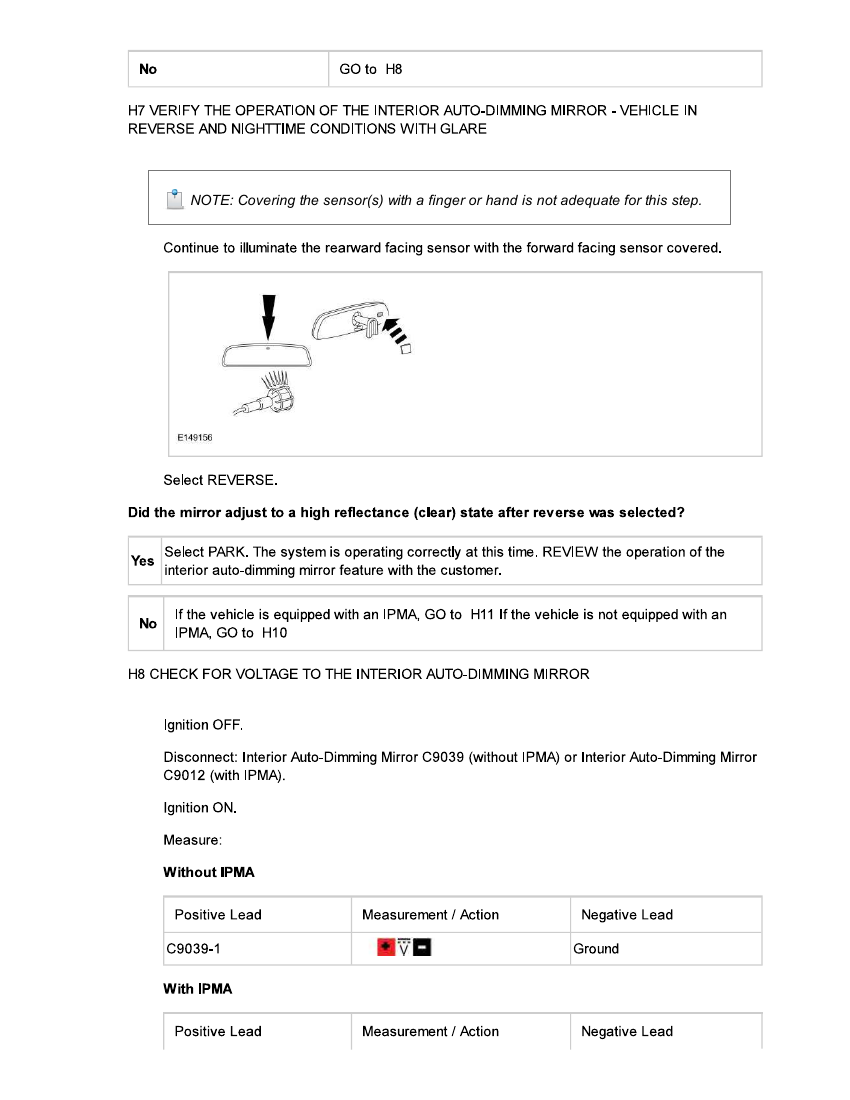 No GO to H8
H7 VERIFY THE OPERATION OF THE INTERIOR AUTO-DIMMING MIRROR - VEHICLE IN
REVERSE AND NIGHTTIME CONDITIONS WITH GLARE
NOTE: Covering the sensor(s) with a finger or hand is not adequate for this step.
Continue to illuminate the rearward facing sensor with the forward facing sensor covered.
E149156
Select REVERSE.
Did the mirror adjust to a high reflectance (clear) state after reverse was selected?
Yes Select PARK. The system is operating correctly at this time. REVIEW the operation of the
interior auto-dimming mirror feature with the customer.
No If the vehicle is equipped with an IPMA, GO to H11 If the vehicle is not equipped with an
IPMA, GO to H10
H8 CHECK FOR VOLTAGE TO THE INTERIOR AUTO-DIMMING MIRROR
Ignition OFF.
Disconnect: Interior Auto-Dimming Mirror C9039 (without IPMA) or Interior Auto-Dimming Mirror
C9012 (with IPMA).
Ignition ON.
Measure:
Without IPMA
Positive Lead Measurement / Action Negative Lead
C9039-1 + V - Ground
With IPMA
Positive Lead Measurement / Action Negative Lead